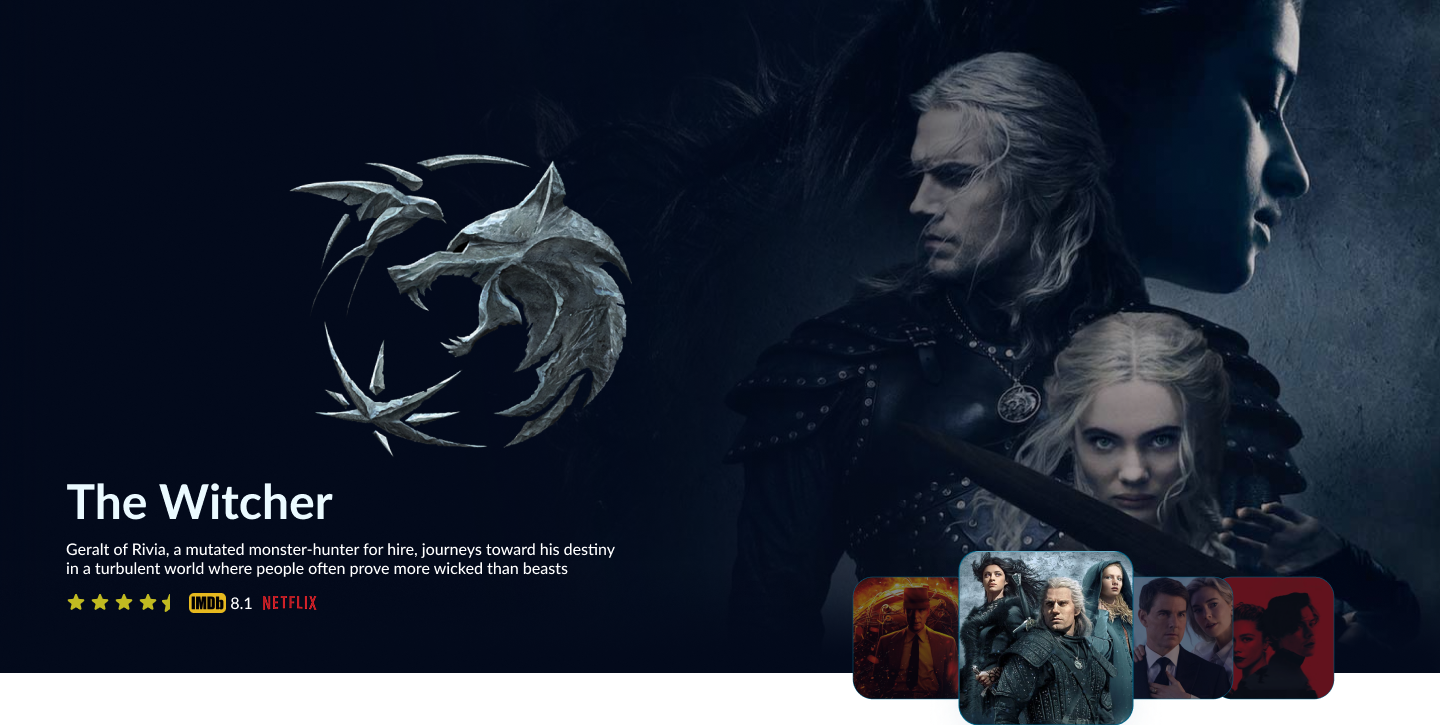 The Witcher
Geralt of Rivia, a mutated monster-hunter for hire, journeys toward his destiny
in a turbulent world where people often prove more wicked than beasts
IMDb 8.1 NETFLIX